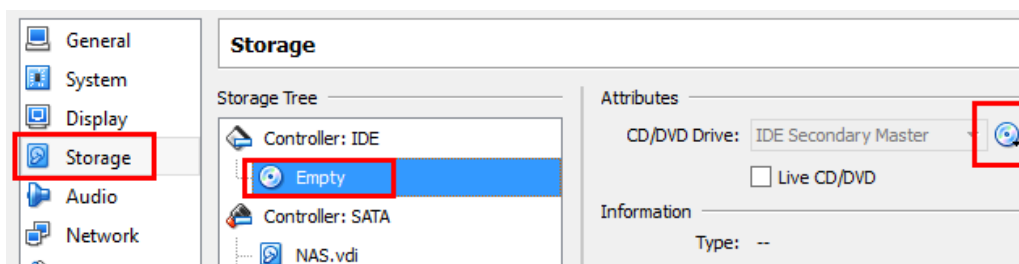 General
System
Display
Storage
Audio
Network
Storage
Storage Tree
Controller: IDE
Empty
Controller: SATA
NAS.vdi
Attributes
CD/DVD Drive: IDE Secondary Master
Live CD/DVD
Information
Type: --